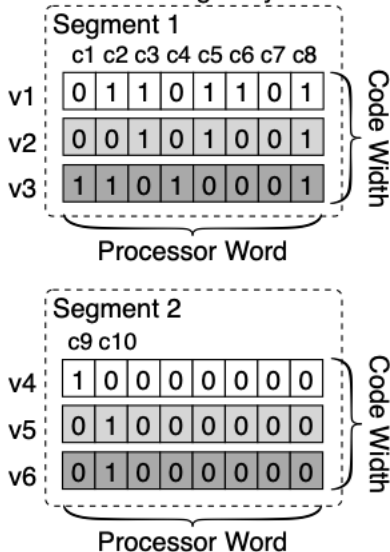 Segment 1
c1 c2 c3 c4 c5 c6 c7 c8
v1 0 1 1 0 1 1 0 1
v2 0 0 1 0 1 0 0 1
v3 1 1 0 1 0 0 0 1
Code Width
Processor Word
Segment 2
c9 c10
v4 1 0 0 0 0 0 0 0
v5 0 1 0 0 0 0 0 0
v6 0 1 0 0 0 0 0 0
Code Width
Processor Word